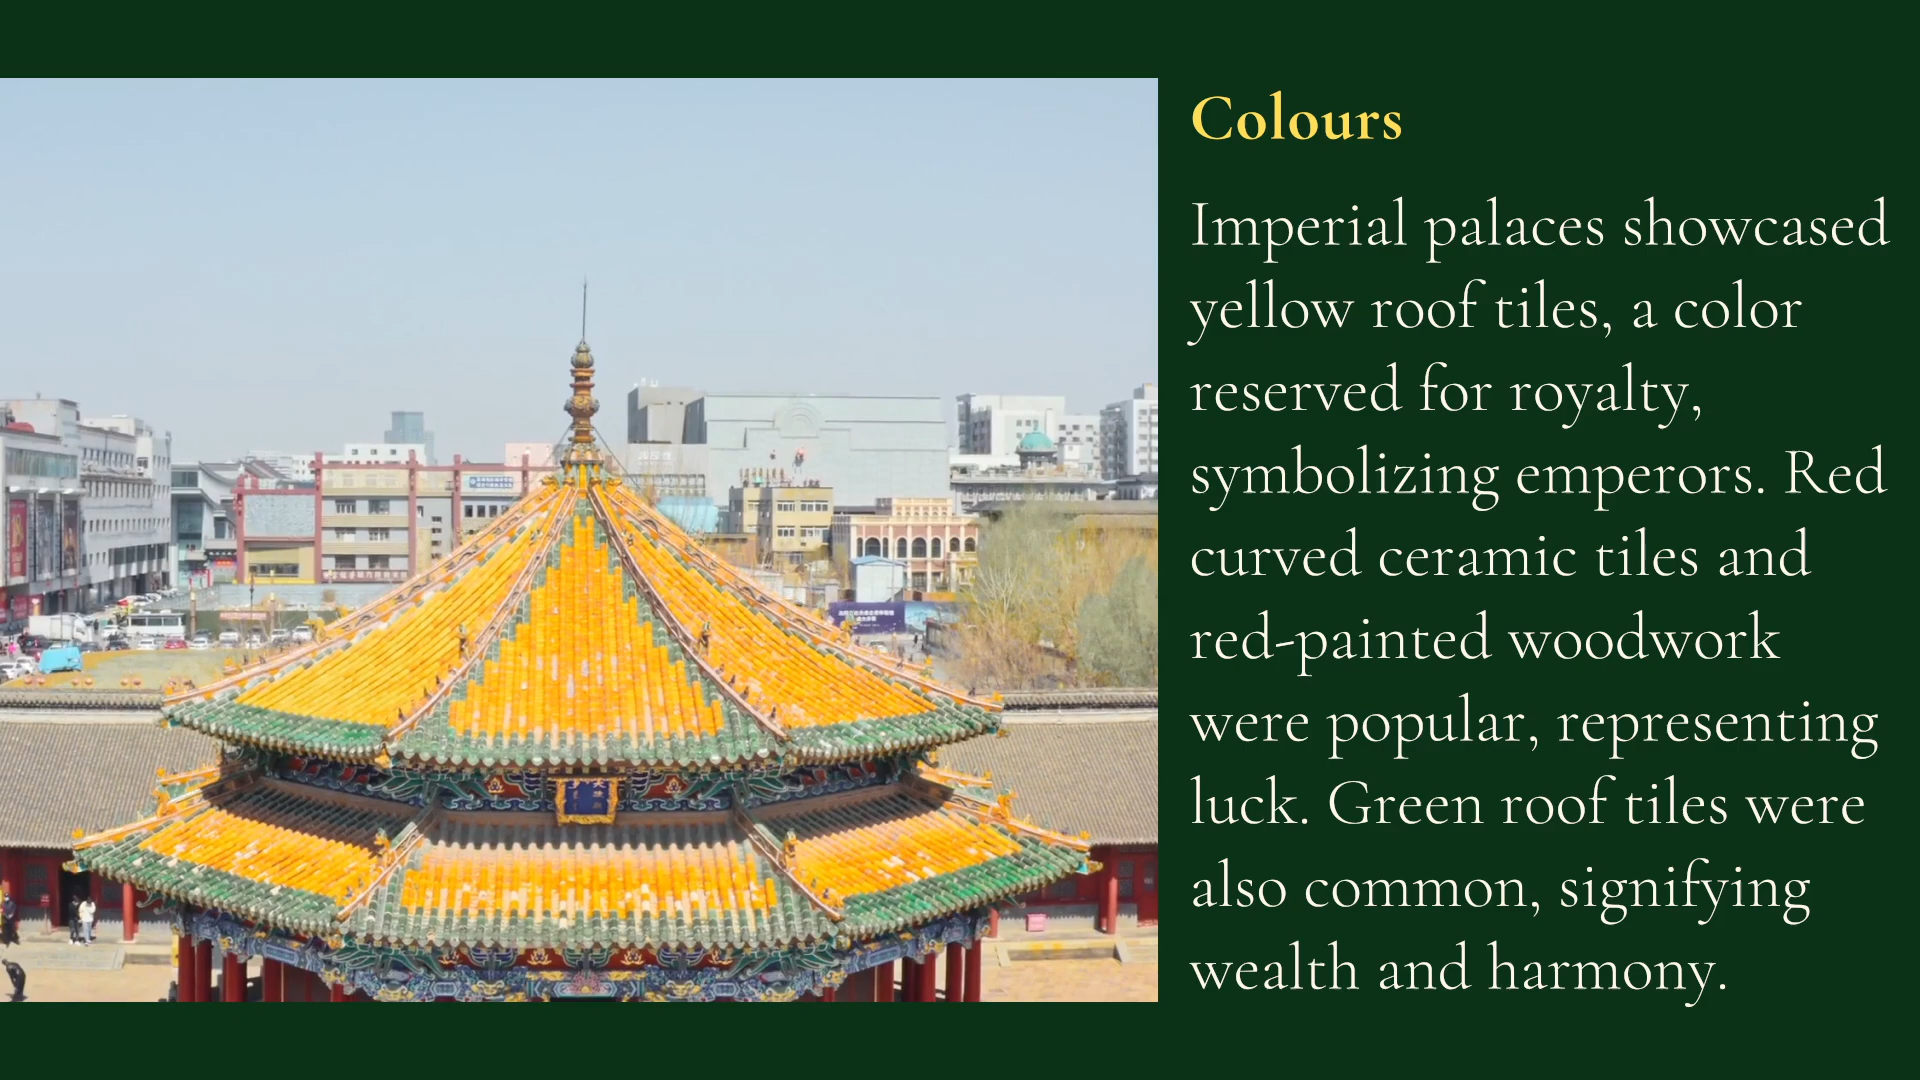 Colours
Imperial palaces showcased
yellow roof tiles, a color
reserved for royalty,
symbolizing emperors. Red
curved ceramic tiles and
red-painted woodwork
were popular, representing
luck. Green roof tiles were
also common, signifying
wealth and harmony.